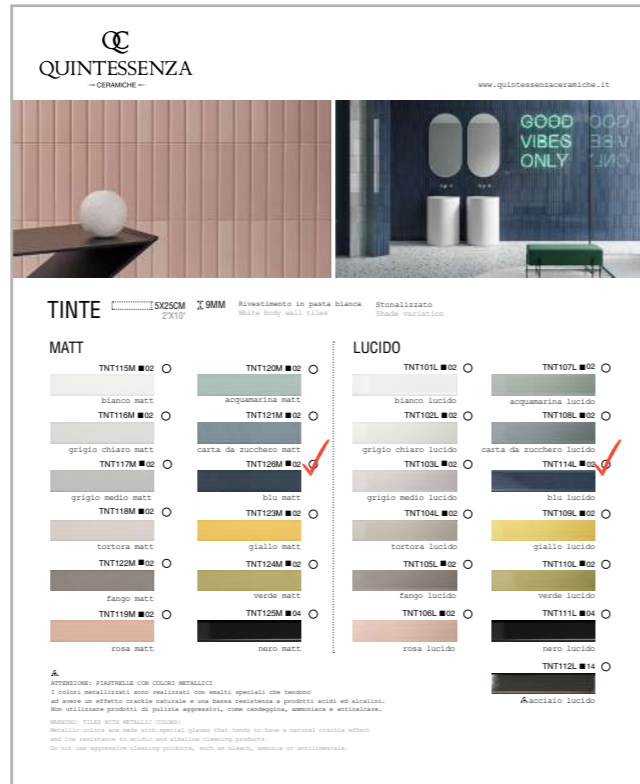 QC
QUINTESSENZA
CERAMICHE
www.quintessenzaceramiche.it
GOOD
VIBES
ONLY
TINTE
5X25CM
2"X10"
9MM
Rivestimento in pasta bianca
White body wall tiles
Stonalizzato
Shade variation
MATT
TNT115M ■02
bianco matt
TNT116M ■02
grigio chiaro matt
TNT117M ■02
grigio medio matt
TNT118M ■02
tortora matt
TNT122M ■02
fango matt
TNT119M ■02
rosa matt
TNT120M ■02
acquamarina matt
TNT121M ■02
carta da zucchero matt
TNT126M ■02
blu matt
TNT123M ■02
giallo matt
TNT124M ■02
verde matt
TNT125M ■04
nero matt
LUCIDO
TNT101L ■02
bianco lucido
TNT102L ■02
grigio chiaro lucido
TNT103L ■02
grigio medio lucido
TNT104L ■02
tortora lucido
TNT105L ■02
fango lucido
TNT106L ■02
rosa lucido
TNT107L ■02
acquamarina lucido
TNT108L ■02
carta da zucchero lucido
TNT114L ■02
blu lucido
TNT109L ■02
giallo lucido
TNT110L ■02
verde lucido
TNT111L ■04
nero lucido
TNT112L ■14
acciaio lucido
ATTENZIONE: PIASTRELLE CON COLORI METALLICI
I colori metallizzati sono realizzati con smalti speciali che tendono
ad avere un effetto crackle naturale e una bassa resistenza a prodotti acidi ed alcalini.
Non utilizzare prodotti di pulizia aggressivi, come candeggina, ammoniaca e anticalcare.
WARNING: TILES WITH METALLIC COLORS:
Metallic colors are made with special glazes that tend to have a natural crackle effect
and low resistance to acidic and alkaline cleaning products.
Do not use aggressive cleaning products, such as bleach, ammonia or antilimescale.